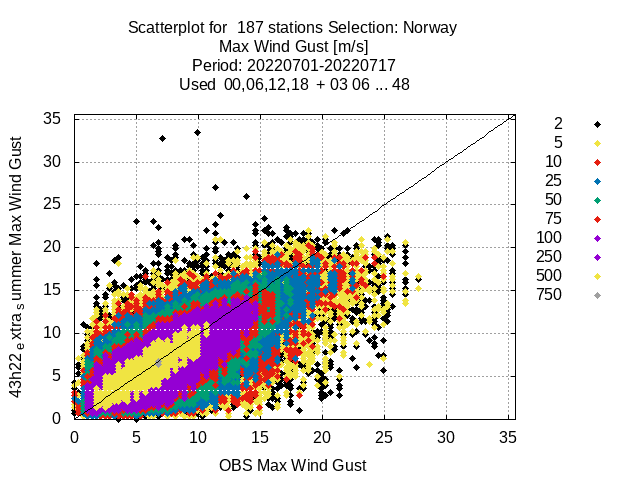 Scatterplot for  187 stations Selection: Norway
Max Wind Gust [m/s]
Period: 20220701-20220717
Used  00,06,12,18  + 03 06 ... 48
43h22 e xtra s ummer Max Wind Gust
35
30
25
20
15
10
5
0
0 5 10 15 20 25 30 35
OBS Max Wind Gust
2
5
10
25
50
75
100
250
500
750